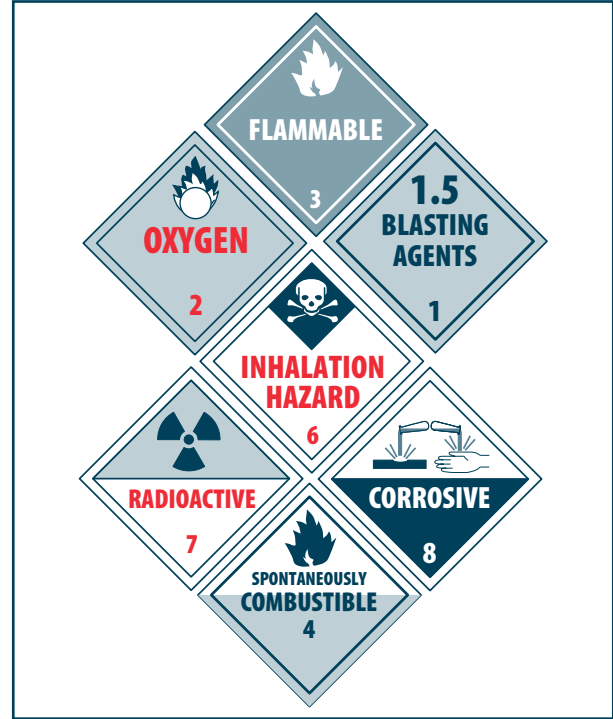 FLAMMABLE
3
OXYGEN
2
1.5
BLASTING
AGENTS
1
INHALATION
HAZARD
6
RADIOACTIVE
7
CORROSIVE
8
SPONTANEOUSLY
COMBUSTIBLE
4